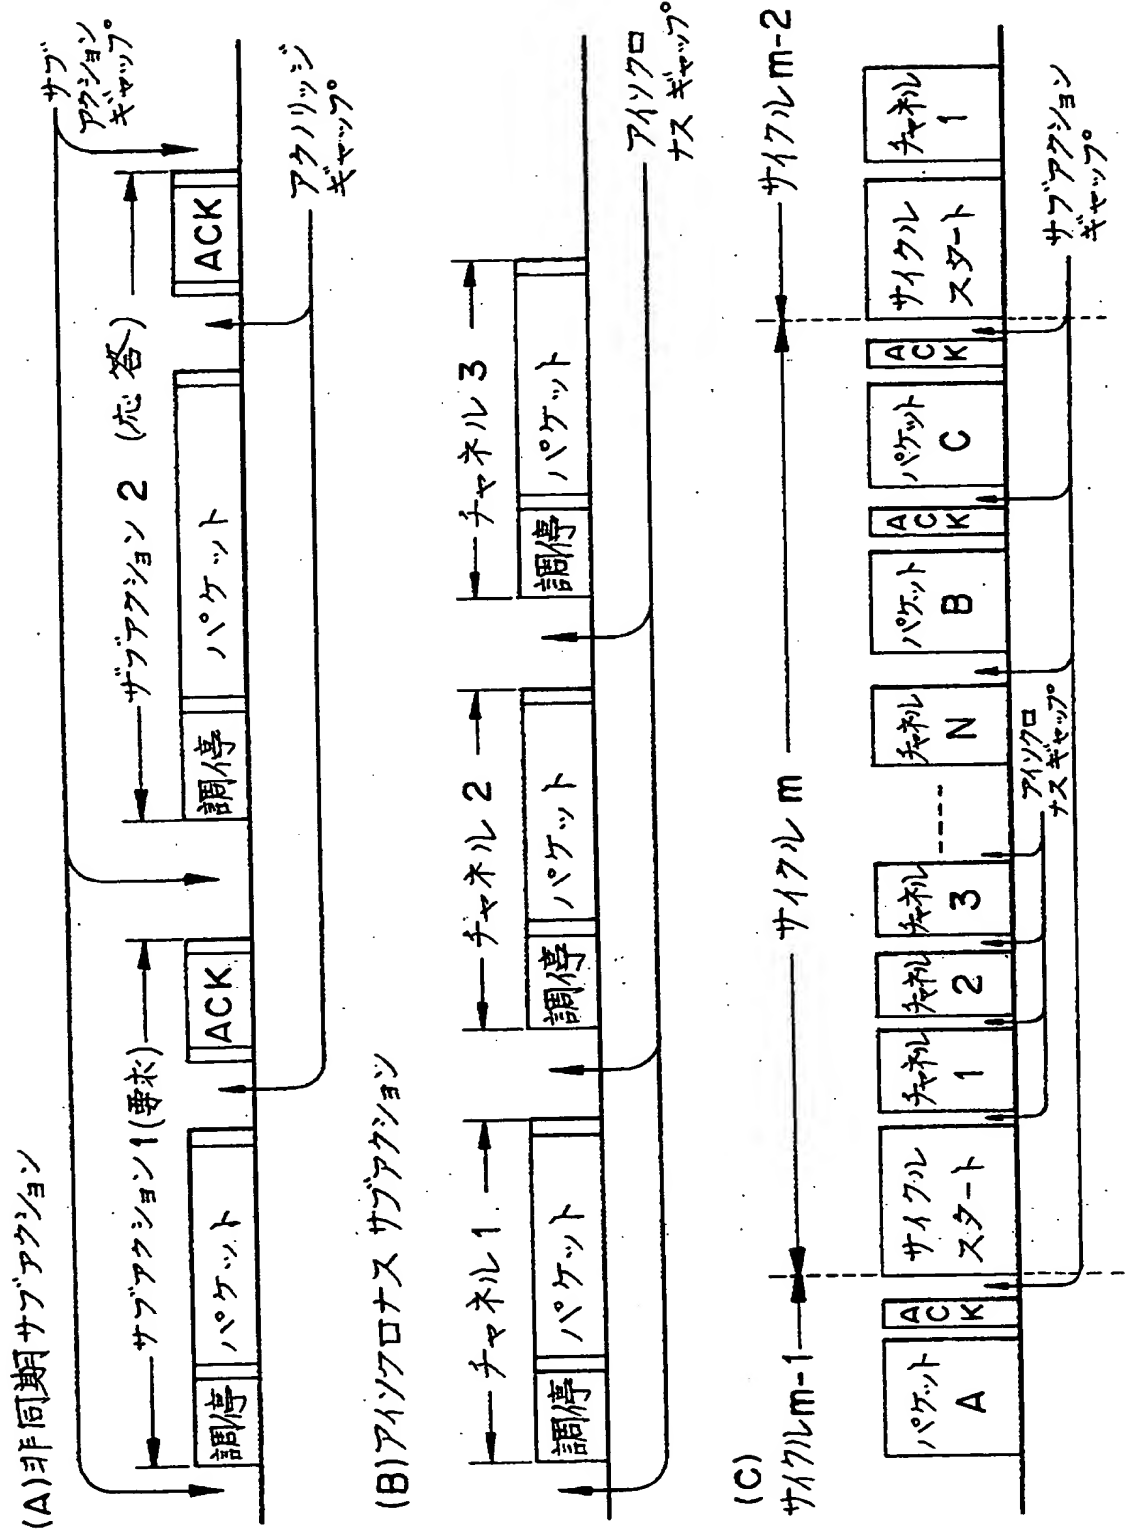 (A)非同期サブアクション
サブ
アクション
ギャップ
サブアクション1(要求)
サブアクション2 (応答)
調停
パケット
ACK
調停
パケット
ACK
アクノリッジ
ギャップ
(B)アイソクロナス サブアクション
チャネル1
チャネル2
チャネル3
調停
パケット
調停
パケット
調停
パケット
アイソクロ
ナス ギャップ
(C)
サイクルm-1
サイクル m
サイクルm-2
パケット
A
ACK
サイクル
スタート
チャネル
1
チャネル
2
チャネル
3
チャネル
N
パケット
B
ACK
パケット
C
ACK
サイクル
スタート
チャネル
1
アイソクロ
ナス ギャップ
サブアクション
ギャップ